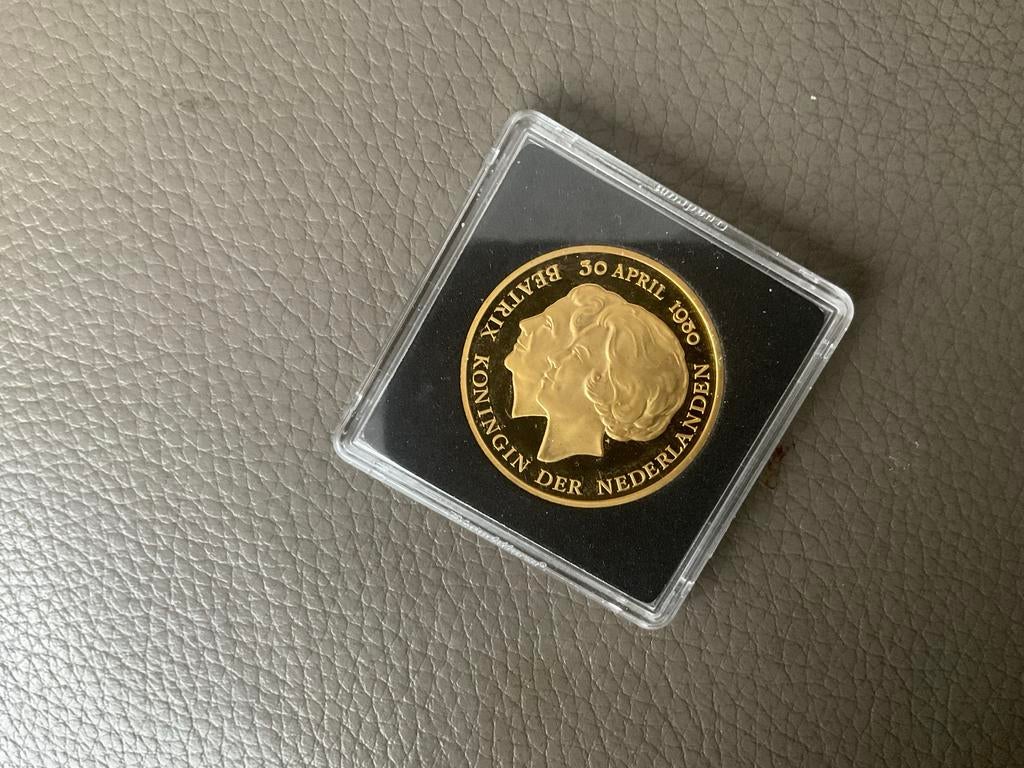 BEATRIX KONINGIN DER NEDERLANDEN
30 APRIL 1980